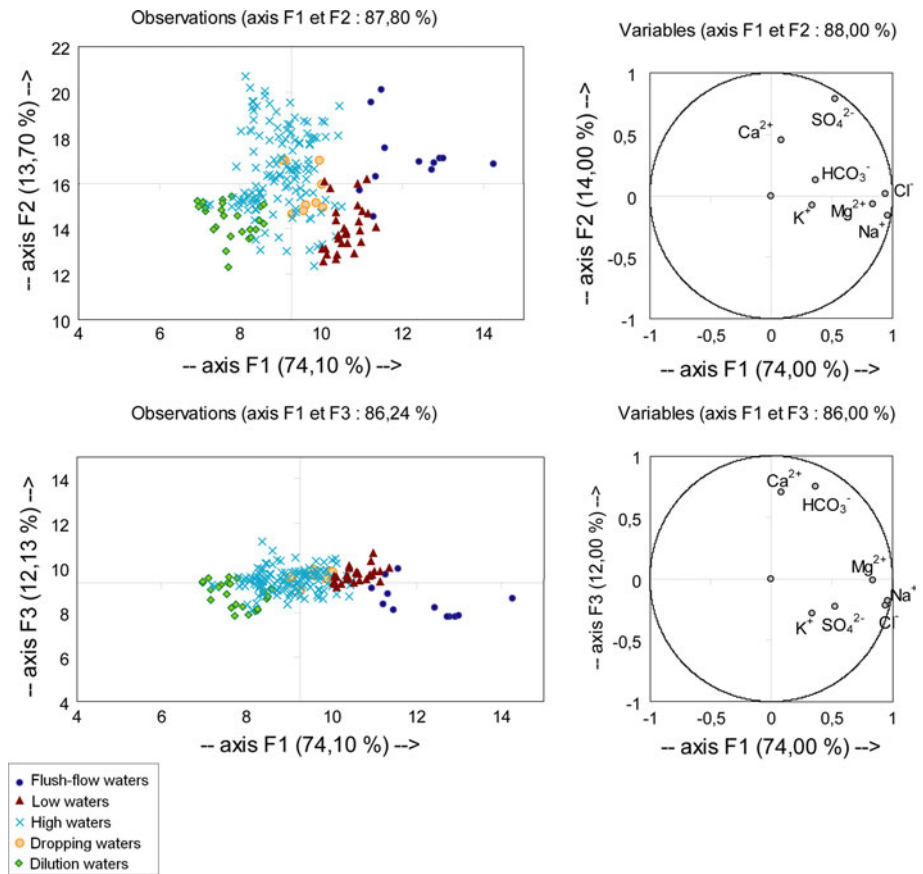 Observations (axis F1 et F2 : 87,80 %)
22
20
18
16
14
12
10
-- axis F2 (13,70 %) -->
4 6 8 10 12 14
-- axis F1 (74,10 %) -->
Variables (axis F1 et F2 : 88,00 %)
1
0,5
0
-0,5
-1
-- axis F2 (14,00 %) -->
SO₄²⁻
Ca²⁺
HCO₃⁻
Cl⁻
K⁺
Mg²⁺
Na⁺
-1 -0,5 0 0,5 1
-- axis F1 (74,00 %) -->
Observations (axis F1 et F3 : 86,24 %)
14
12
10
8
6
4
-- axis F3 (12,13 %) -->
4 6 8 10 12 14
-- axis F1 (74,10 %) -->
Variables (axis F1 et F3 : 86,00 %)
1
0,5
0
-0,5
-1
-- axis F3 (12,00 %) -->
Ca²⁺
HCO₃⁻
Mg²⁺
Na⁺
K⁺
SO₄²⁻
Cl⁻
-1 -0,5 0 0,5 1
-- axis F1 (74,00 %) -->
Flush-flow waters
Low waters
High waters
Dropping waters
Dilution waters